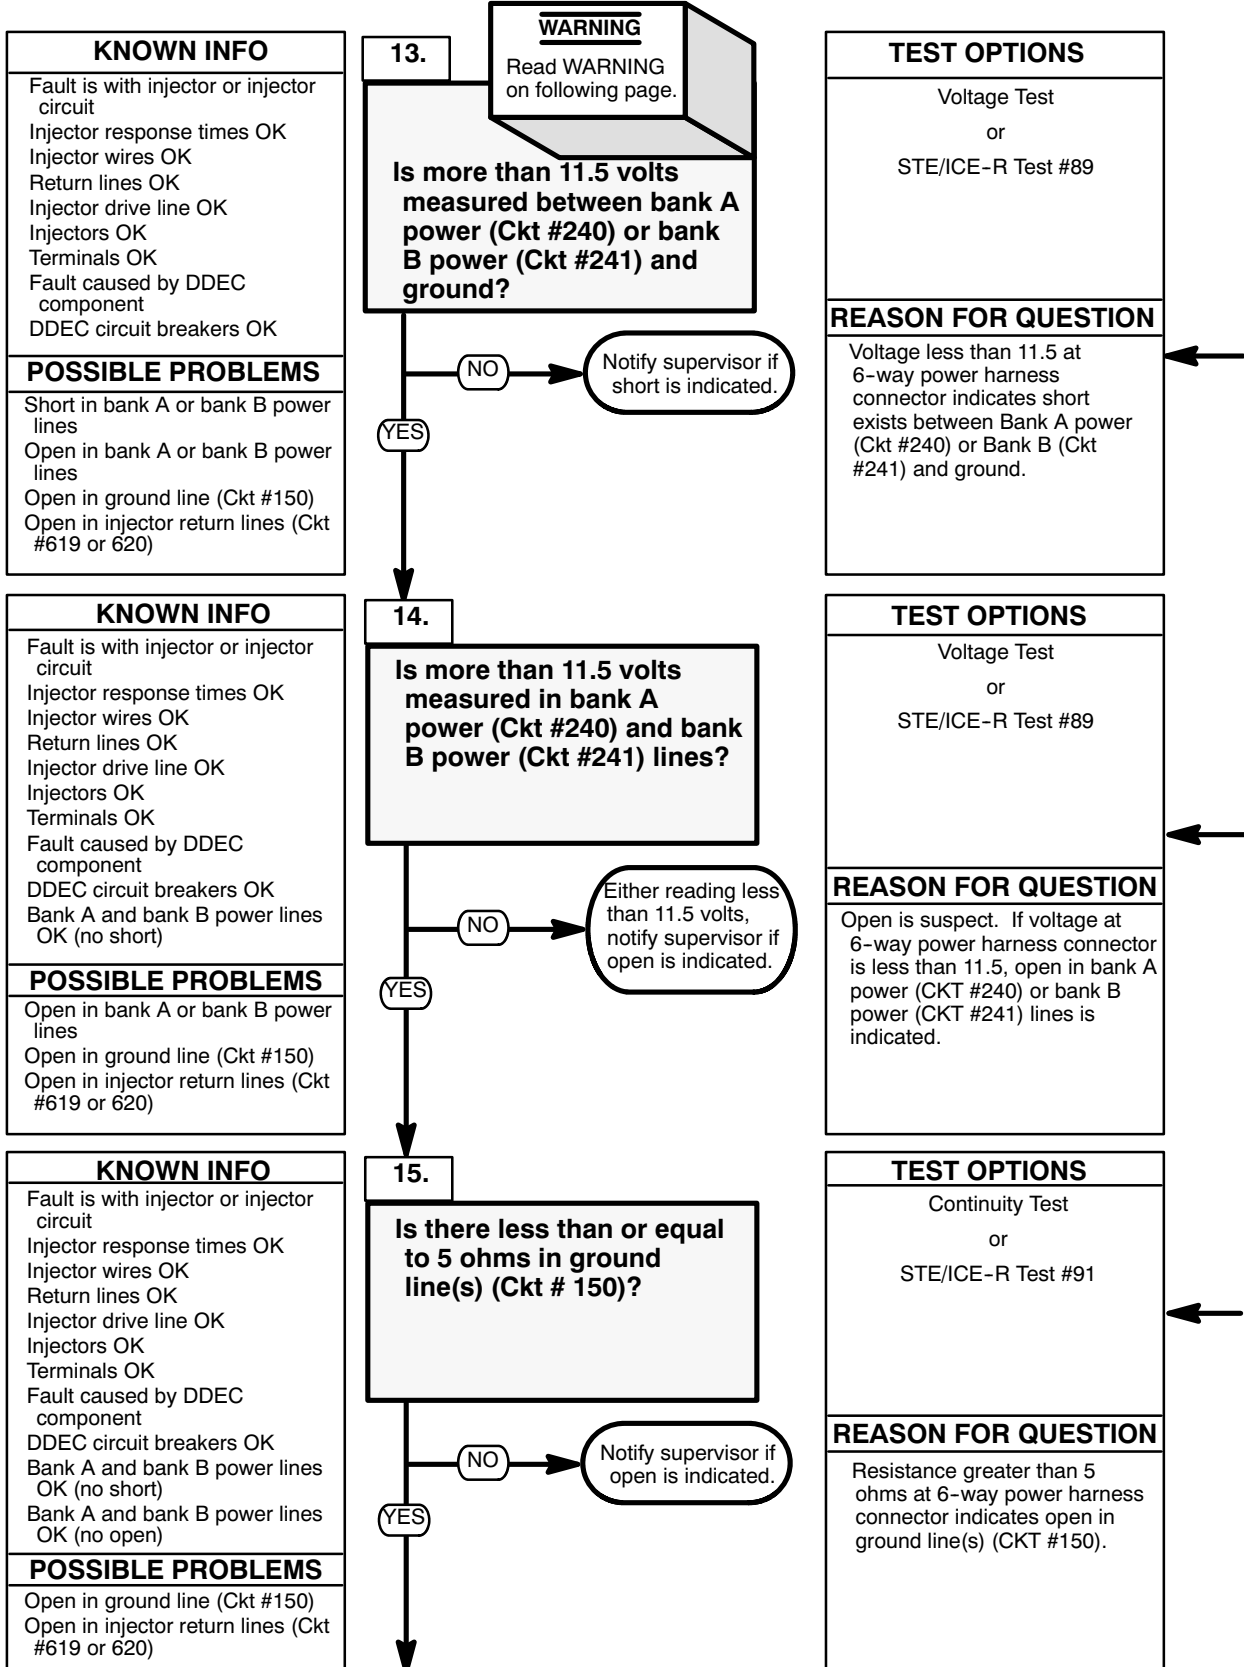 KNOWN INFO
Fault is with injector or injector
circuit
Injector response times OK
Injector wires OK
Return lines OK
Injector drive line OK
Injectors OK
Terminals OK
Fault caused by DDEC
component
DDEC circuit breakers OK
POSSIBLE PROBLEMS
Short in bank A or bank B power
lines
Open in bank A or bank B power
lines
Open in ground line (Ckt #150)
Open in injector return lines (Ckt
#619 or 620)
13.
WARNING
Read WARNING
on following page.
Is more than 11.5 volts
measured between bank A
power (Ckt #240) or bank
B power (Ckt #241) and
ground?
NO
Notify supervisor if
short is indicated.
YES
TEST OPTIONS
Voltage Test
or
STE/ICE-R Test #89
REASON FOR QUESTION
Voltage less than 11.5 at
6-way power harness
connector indicates short
exists between Bank A power
(Ckt #240) or Bank B (Ckt
#241) and ground.
KNOWN INFO
Fault is with injector or injector
circuit
Injector response times OK
Injector wires OK
Return lines OK
Injector drive line OK
Injectors OK
Terminals OK
Fault caused by DDEC
component
DDEC circuit breakers OK
Bank A and bank B power lines
OK (no short)
POSSIBLE PROBLEMS
Open in bank A or bank B power
lines
Open in ground line (Ckt #150)
Open in injector return lines (Ckt
#619 or 620)
14.
Is more than 11.5 volts
measured in bank A
power (Ckt #240) and bank
B power (Ckt #241) lines?
NO
Either reading less
than 11.5 volts,
notify supervisor if
open is indicated.
YES
TEST OPTIONS
Voltage Test
or
STE/ICE-R Test #89
REASON FOR QUESTION
Open is suspect. If voltage at
6-way power harness connector
is less than 11.5, open in bank A
power (CKT #240) or bank B
power (CKT #241) lines is
indicated.
KNOWN INFO
Fault is with injector or injector
circuit
Injector response times OK
Injector wires OK
Return lines OK
Injector drive line OK
Injectors OK
Terminals OK
Fault caused by DDEC
component
DDEC circuit breakers OK
Bank A and bank B power lines
OK (no short)
Bank A and bank B power lines
OK (no open)
POSSIBLE PROBLEMS
Open in ground line (Ckt #150)
Open in injector return lines (Ckt
#619 or 620)
15.
Is there less than or equal
to 5 ohms in ground
line(s) (Ckt # 150)?
NO
Notify supervisor if
open is indicated.
YES
TEST OPTIONS
Continuity Test
or
STE/ICE-R Test #91
REASON FOR QUESTION
Resistance greater than 5
ohms at 6-way power harness
connector indicates open in
ground line(s) (CKT #150).